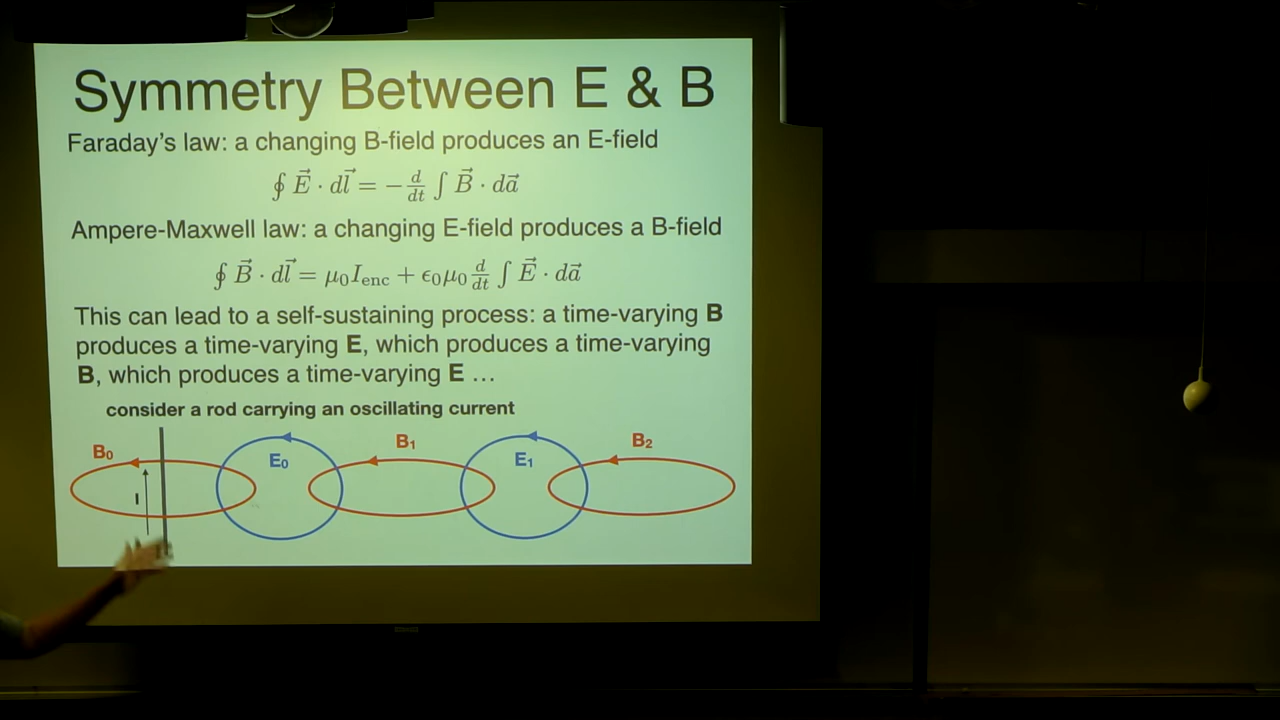 Symmetry Between E & B
Faraday's law: a changing B-field produces an E-field
∮ E⃗ · dl⃗ = − d/dt ∫ B⃗ · da⃗
Ampere-Maxwell law: a changing E-field produces a B-field
∮ B⃗ · dl⃗ = μ₀I_enc + ϵ₀μ₀ d/dt ∫ E⃗ · da⃗
This can lead to a self-sustaining process: a time-varying B
produces a time-varying E, which produces a time-varying
B, which produces a time-varying E ...
consider a rod carrying an oscillating current
B₀ E₀ B₁ E₁ B₂
I